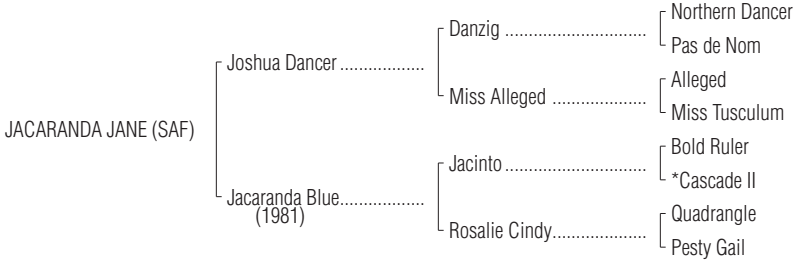 Northern Dancer
Danzig ..............................
Pas de Nom
Joshua Dancer ..................
Alleged
Miss Alleged ....................
Miss Tusculum
JACARANDA JANE (SAF)
Bold Ruler
Jacinto ..............................
*Cascade II
Jacaranda Blue..................
(1981)
Quadrangle
Rosalie Cindy....................
Pesty Gail